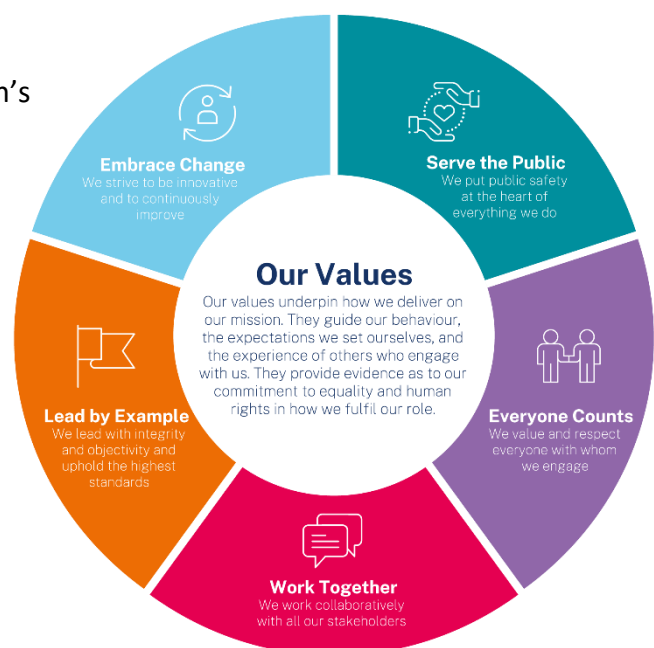 n's
Embrace Change
We strive to be innovative
and to continuously
improve
Serve the Public
We put public safety
at the heart of
everything we do
Our Values
Our values underpin how we deliver on
our mission. They guide our behaviour,
the expectations we set ourselves, and
the experience of others who engage
with us. They provide evidence as to our
commitment to equality and human
rights in how we fulfil our role.
Lead by Example
We lead with integrity
and objectivity and
uphold the highest
standards
Everyone Counts
We value and respect
everyone with whom
we engage
Work Together
We work collaboratively
with all our stakeholders